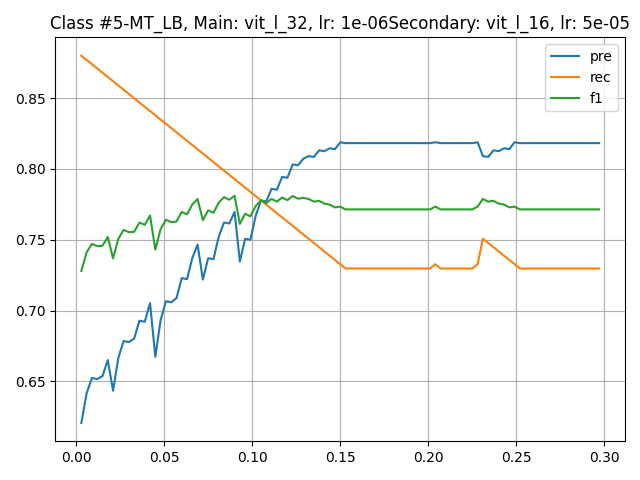 Class #5-MT_LB, Main: vit_l_32, lr: 1e-06Secondary: vit_l_16, lr: 5e-05
pre
rec
f1
0.85
0.80
0.75
0.70
0.65
0.00 0.05 0.10 0.15 0.20 0.25 0.30